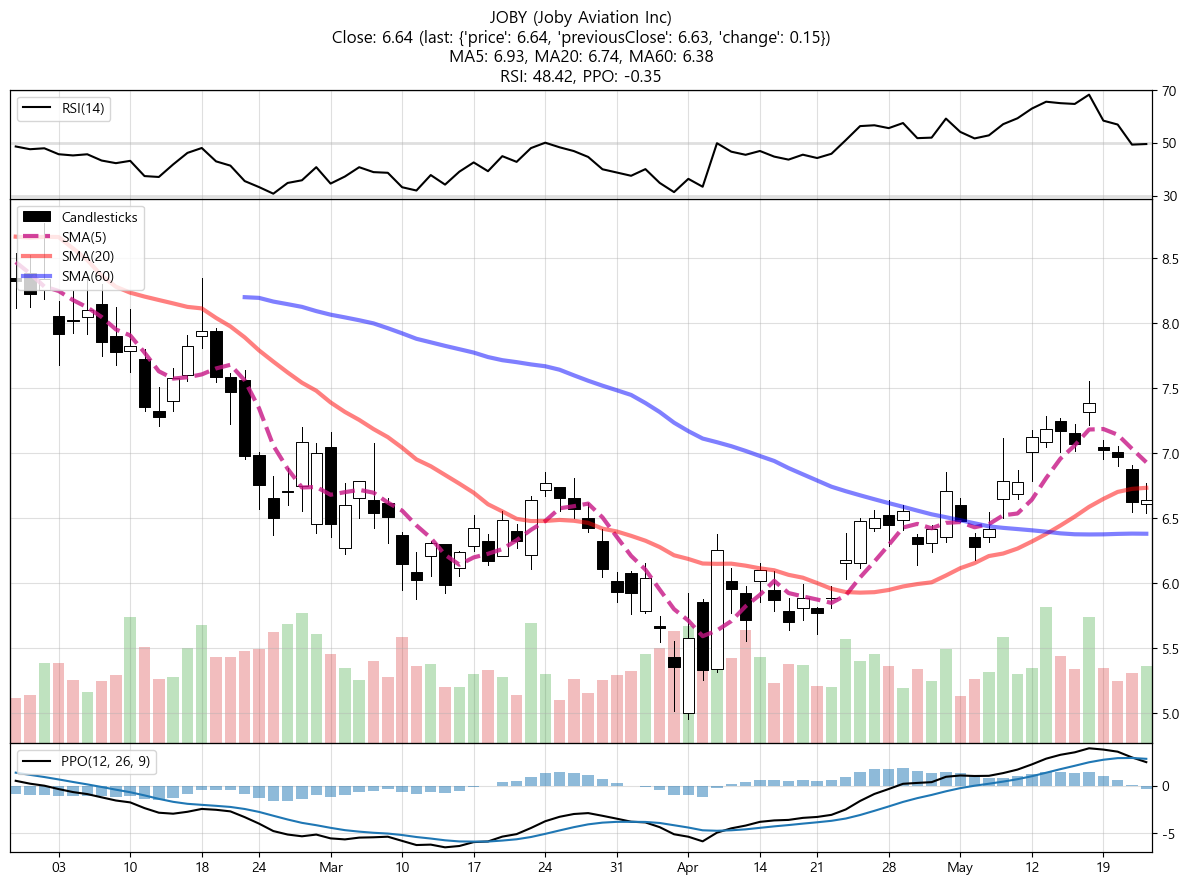 JOBY (Joby Aviation Inc)
Close: 6.64 (last: {'price': 6.64, 'previousClose': 6.63, 'change': 0.15})
MA5: 6.93, MA20: 6.74, MA60: 6.38
RSI: 48.42, PPO: -0.35
RSI(14)
70
50
30
Candlesticks
SMA(5)
SMA(20)
SMA(60)
8.5
8.0
7.5
7.0
6.5
6.0
5.5
5.0
PPO(12, 26, 9)
0
-5
03 10 18 24 Mar 10 17 24 31 Apr 14 21 28 May 12 19